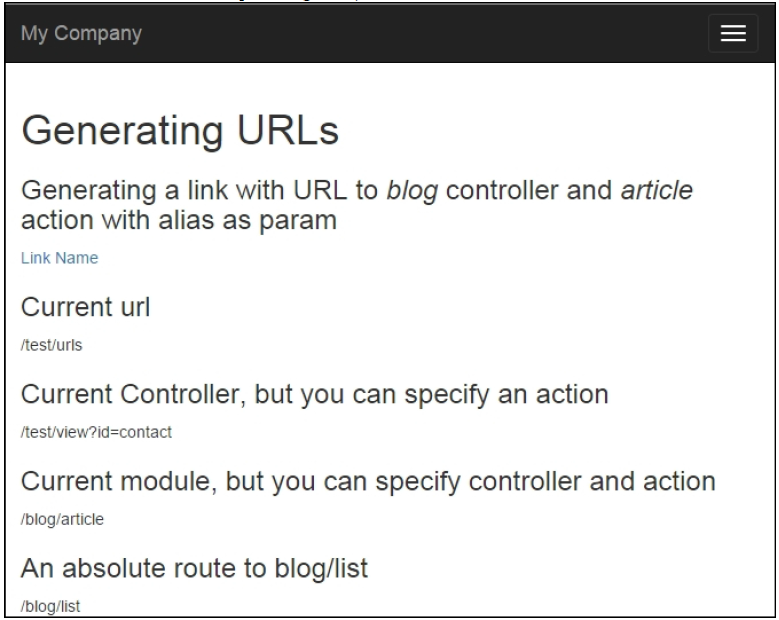 My Company
Generating URLs
Generating a link with URL to blog controller and article
action with alias as param
Link Name
Current url
/test/urls
Current Controller, but you can specify an action
/test/view?id=contact
Current module, but you can specify controller and action
/blog/article
An absolute route to blog/list
/blog/list